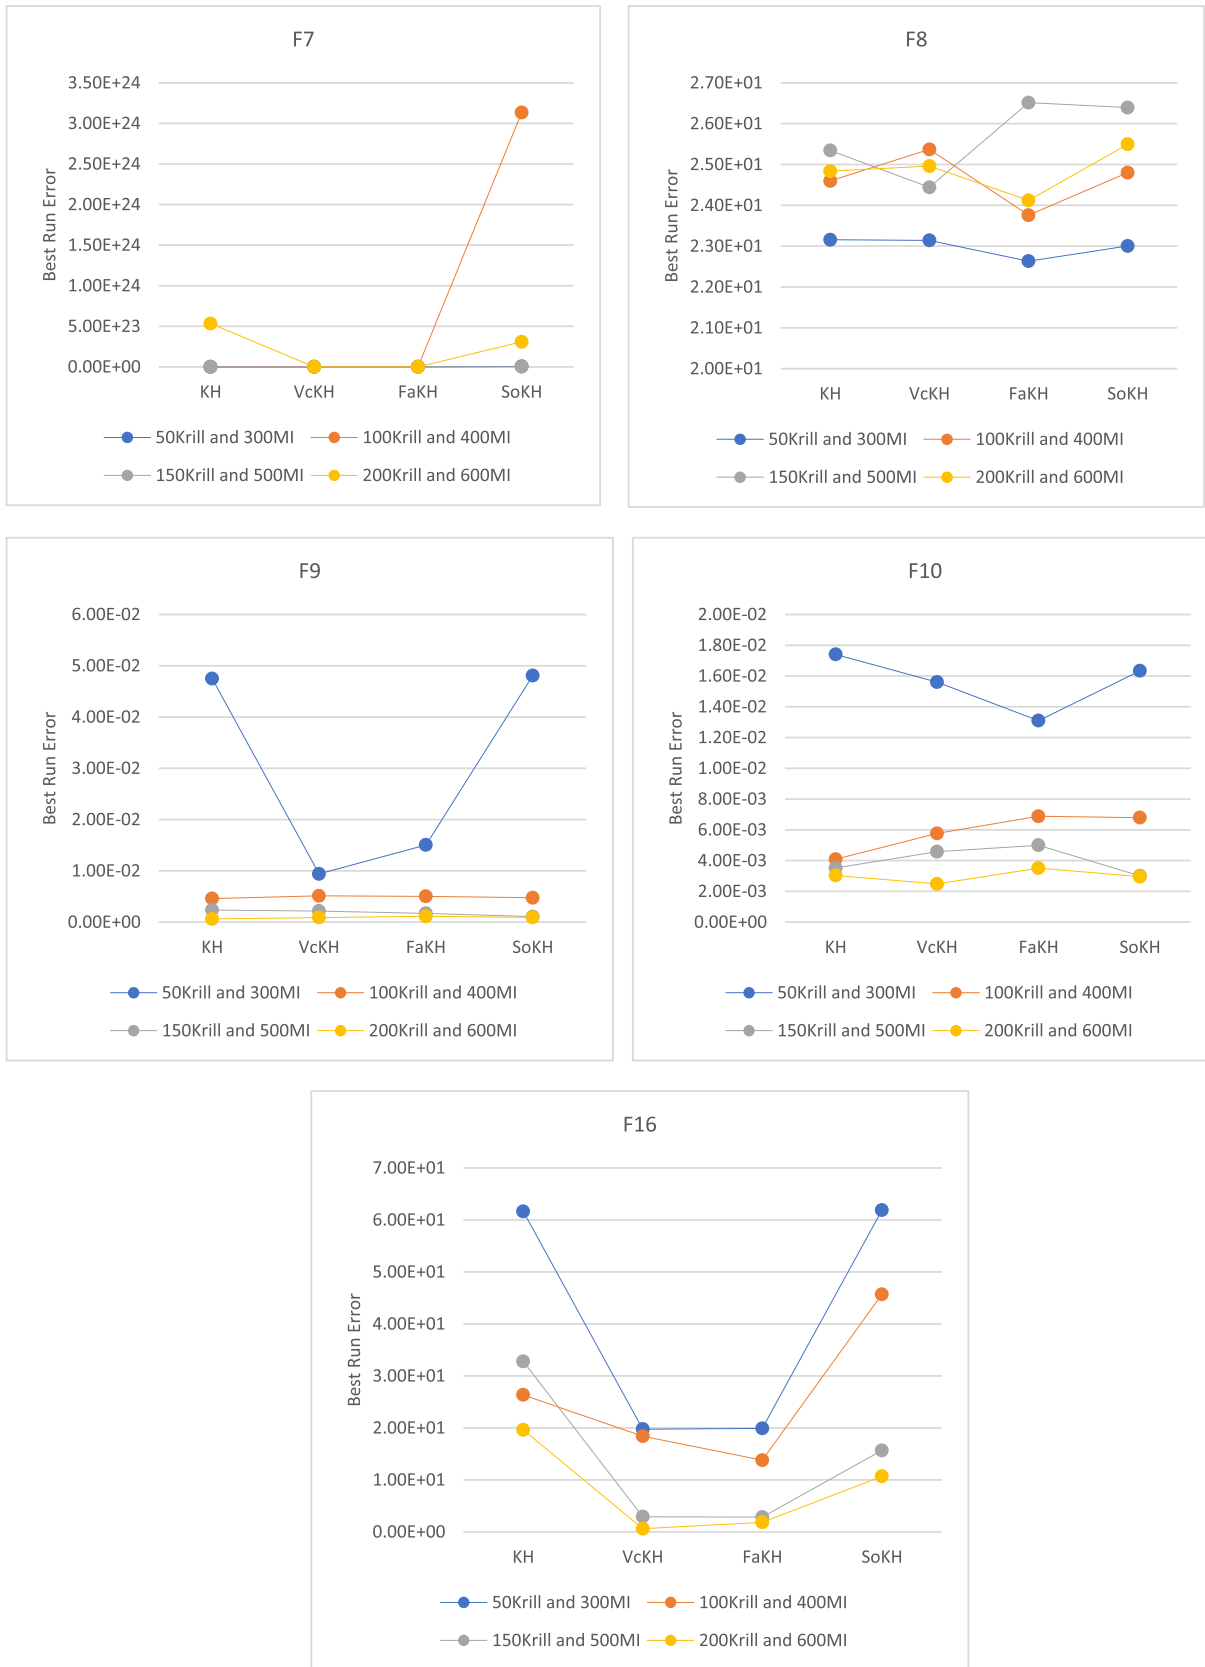 F7
3.50E+24
3.00E+24
2.50E+24
2.00E+24
1.50E+24
1.00E+24
5.00E+23
0.00E+00
Best Run Error
KH VcKH FaKH SoKH
50Krill and 300MI 100Krill and 400MI
150Krill and 500MI 200Krill and 600MI
F8
2.70E+01
2.60E+01
2.50E+01
2.40E+01
2.30E+01
2.20E+01
2.10E+01
2.00E+01
Best Run Error
KH VcKH FaKH SoKH
50Krill and 300MI 100Krill and 400MI
150Krill and 500MI 200Krill and 600MI
F9
6.00E-02
5.00E-02
4.00E-02
3.00E-02
2.00E-02
1.00E-02
0.00E+00
Best Run Error
KH VcKH FaKH SoKH
50Krill and 300MI 100Krill and 400MI
150Krill and 500MI 200Krill and 600MI
F10
2.00E-02
1.80E-02
1.60E-02
1.40E-02
1.20E-02
1.00E-02
8.00E-03
6.00E-03
4.00E-03
2.00E-03
0.00E+00
Best Run Error
KH VcKH FaKH SoKH
50Krill and 300MI 100Krill and 400MI
150Krill and 500MI 200Krill and 600MI
F16
7.00E+01
6.00E+01
5.00E+01
4.00E+01
3.00E+01
2.00E+01
1.00E+01
0.00E+00
Best Run Error
KH VcKH FaKH SoKH
50Krill and 300MI 100Krill and 400MI
150Krill and 500MI 200Krill and 600MI